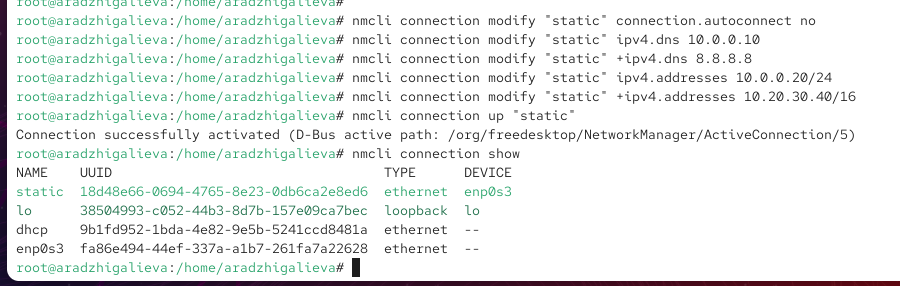 root@aradzhigalieva:/home/aradzhigalieva#
root@aradzhigalieva:/home/aradzhigalieva# nmcli connection modify "static" connection.autoconnect no
root@aradzhigalieva:/home/aradzhigalieva# nmcli connection modify "static" ipv4.dns 10.0.0.10
root@aradzhigalieva:/home/aradzhigalieva# nmcli connection modify "static" +ipv4.dns 8.8.8.8
root@aradzhigalieva:/home/aradzhigalieva# nmcli connection modify "static" ipv4.addresses 10.0.0.20/24
root@aradzhigalieva:/home/aradzhigalieva# nmcli connection modify "static" +ipv4.addresses 10.20.30.40/16
root@aradzhigalieva:/home/aradzhigalieva# nmcli connection up "static"
Connection successfully activated (D-Bus active path: /org/freedesktop/NetworkManager/ActiveConnection/5)
root@aradzhigalieva:/home/aradzhigalieva# nmcli connection show
NAME    UUID                                  TYPE      DEVICE
static  18d48e66-0694-4765-8e23-0db6ca2e8ed6  ethernet  enp0s3
lo      38504993-c052-44b3-8d7b-157e09ca7bec  loopback  lo
dhcp    9b1fd952-1bda-4e82-9e5b-5241ccd8481a  ethernet  --
enp0s3  fa86e494-44ef-337a-a1b7-261fa7a22628  ethernet  --
root@aradzhigalieva:/home/aradzhigalieva#